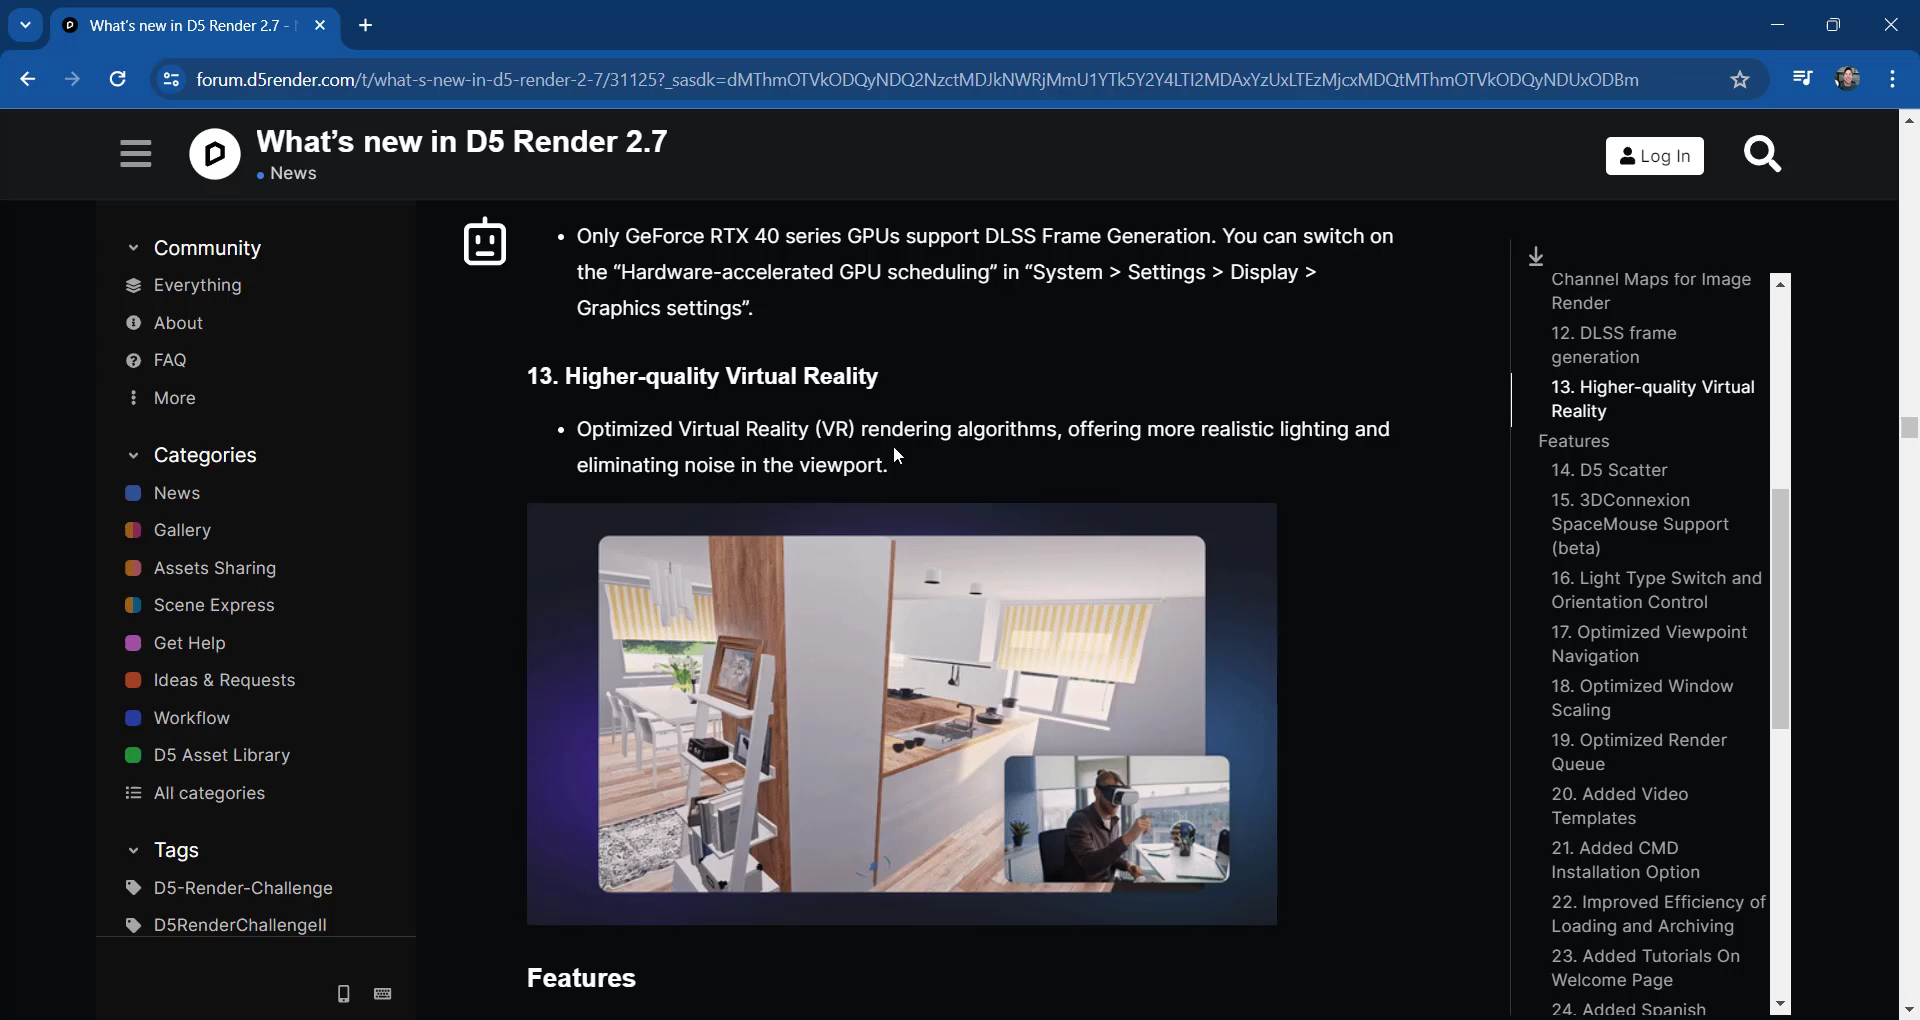 What's new in D5 Render 2.7 -
forum.d5render.com/t/what-s-new-in-d5-render-2-7/31125?_sasdk=dMThmOTVkODQyNDQ2NzctMDJkNWRjMmU1YTk5Y2Y4LTI2MDAxYzUxLTEzMjcxMDQtMThmOTVkODQyNDUxODBm
What's new in D5 Render 2.7
News
Log In
Community
Everything
About
FAQ
More
Categories
News
Gallery
Assets Sharing
Scene Express
Get Help
Ideas & Requests
Workflow
D5 Asset Library
All categories
Tags
D5-Render-Challenge
D5RenderChallengeII
• Only GeForce RTX 40 series GPUs support DLSS Frame Generation. You can switch on
the “Hardware-accelerated GPU scheduling” in “System > Settings > Display >
Graphics settings”.
13. Higher-quality Virtual Reality
• Optimized Virtual Reality (VR) rendering algorithms, offering more realistic lighting and
eliminating noise in the viewport.
Features
Channel Maps for Image
Render
12. DLSS frame
generation
13. Higher-quality Virtual
Reality
Features
14. D5 Scatter
15. 3DConnexion
SpaceMouse Support
(beta)
16. Light Type Switch and
Orientation Control
17. Optimized Viewpoint
Navigation
18. Optimized Window
Scaling
19. Optimized Render
Queue
20. Added Video
Templates
21. Added CMD
Installation Option
22. Improved Efficiency of
Loading and Archiving
23. Added Tutorials On
Welcome Page
24. Added Spanish